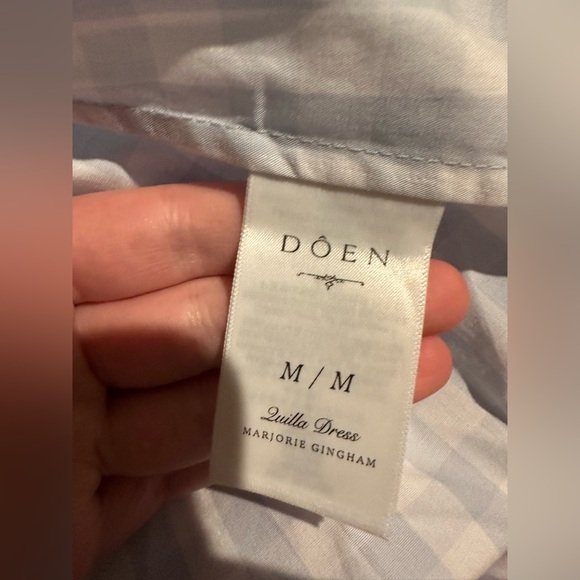 DÔEN
M / M
Quilla Dress
MARJORIE GINGHAM